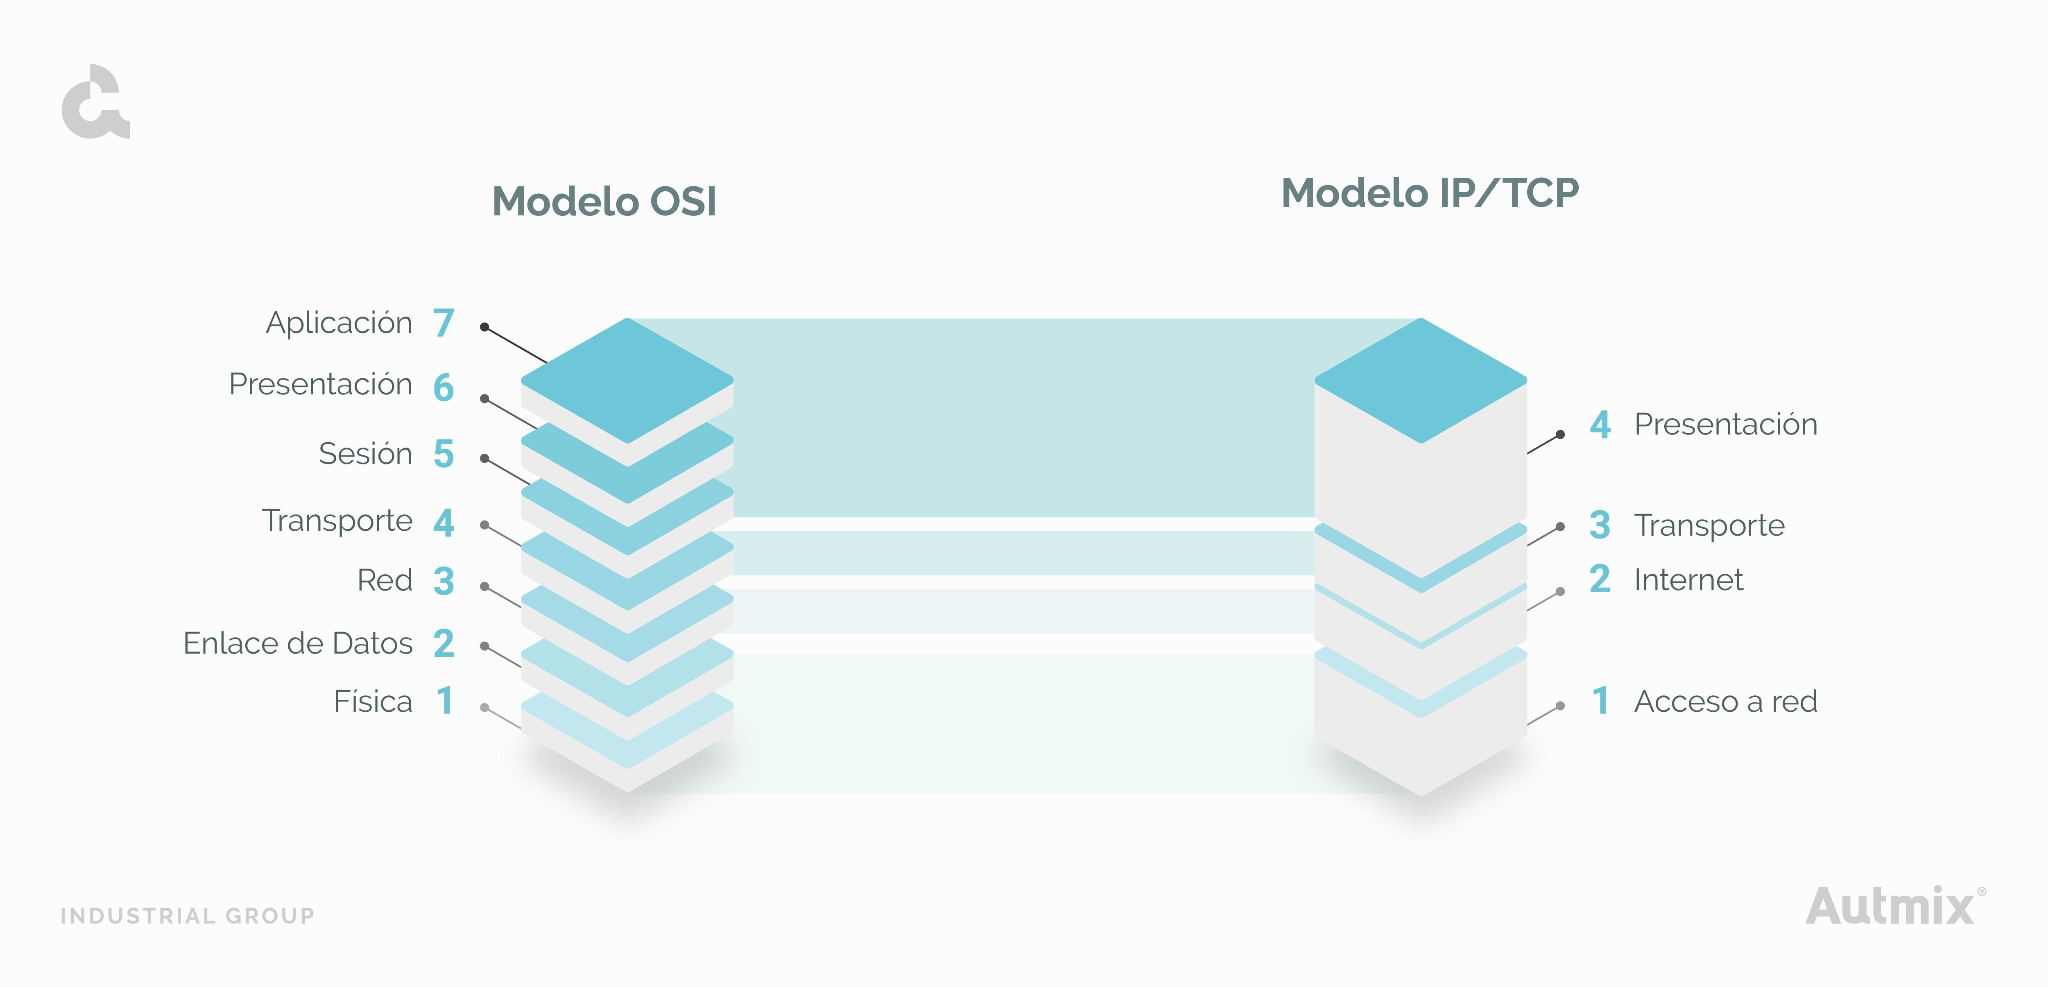 Modelo OSI
Modelo IP/TCP
Aplicación 7
Presentación 6
Sesión 5
Transporte 4
Red 3
Enlace de Datos 2
Física 1
4 Presentación
3 Transporte
2 Internet
1 Acceso a red
INDUSTRIAL GROUP
Autmix®